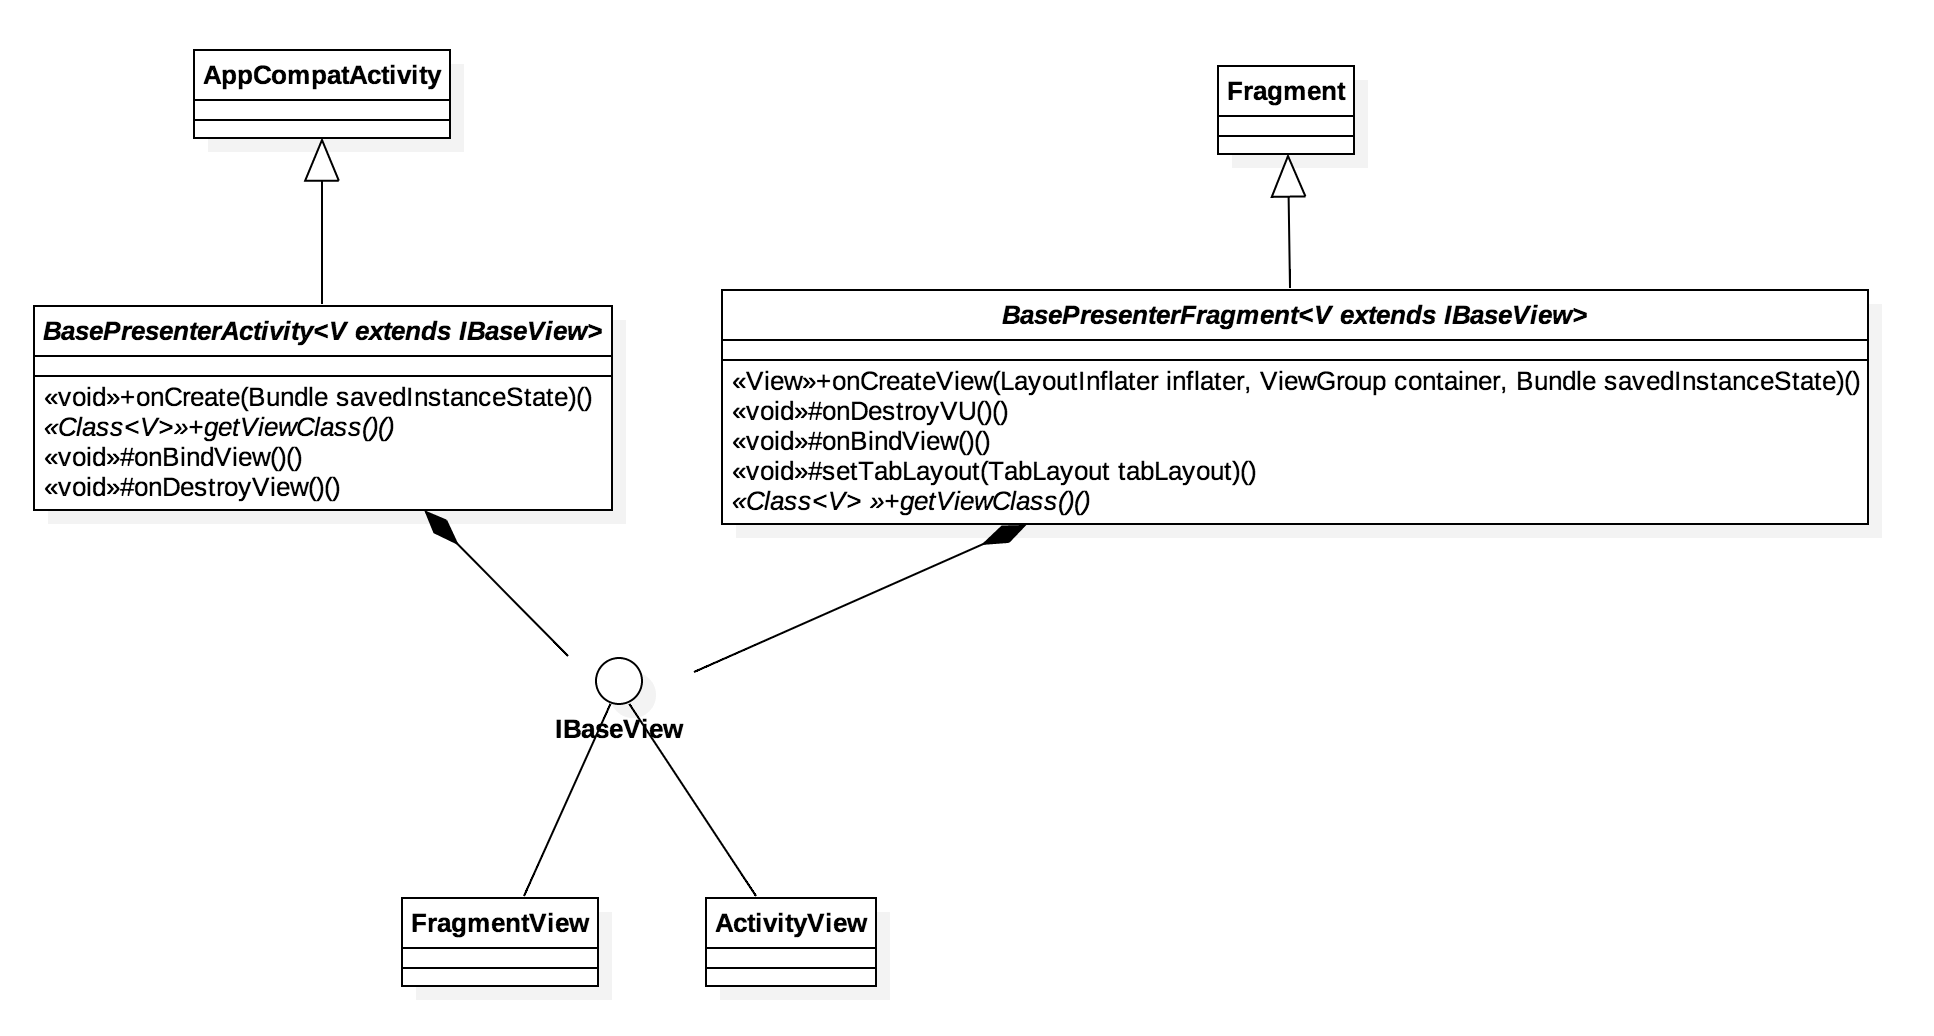 AppCompatActivity
Fragment
BasePresenterActivity<V extends IBaseView>
«void»+onCreate(Bundle savedInstanceState)()
«Class<V>»+getViewClass()()
«void»#onBindView()()
«void»#onDestroyView()()
BasePresenterFragment<V extends IBaseView>
«View»+onCreateView(LayoutInflater inflater, ViewGroup container, Bundle savedInstanceState)()
«void»#onDestroyVU()()
«void»#onBindView()()
«void»#setTabLayout(TabLayout tabLayout)()
«Class<V> »+getViewClass()()
IBaseView
FragmentView
ActivityView